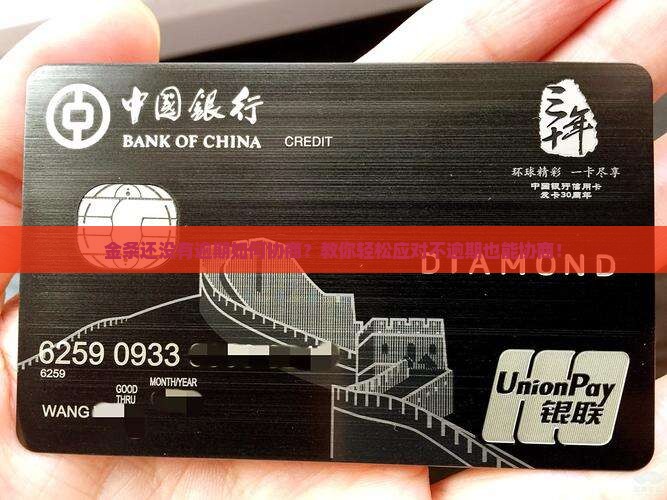 中國銀行
BANK OF CHINA
CREDIT
三十年
环球精彩 一卡尽享
中国银行信用卡
发卡30周年
金条还没有逾期如何协商？教你轻松应对不逾期也能协商！
DIAMOND
6259 0933
6259
GOOD
THRU
MONTH/YEAR
WANG
UnionPay
银联